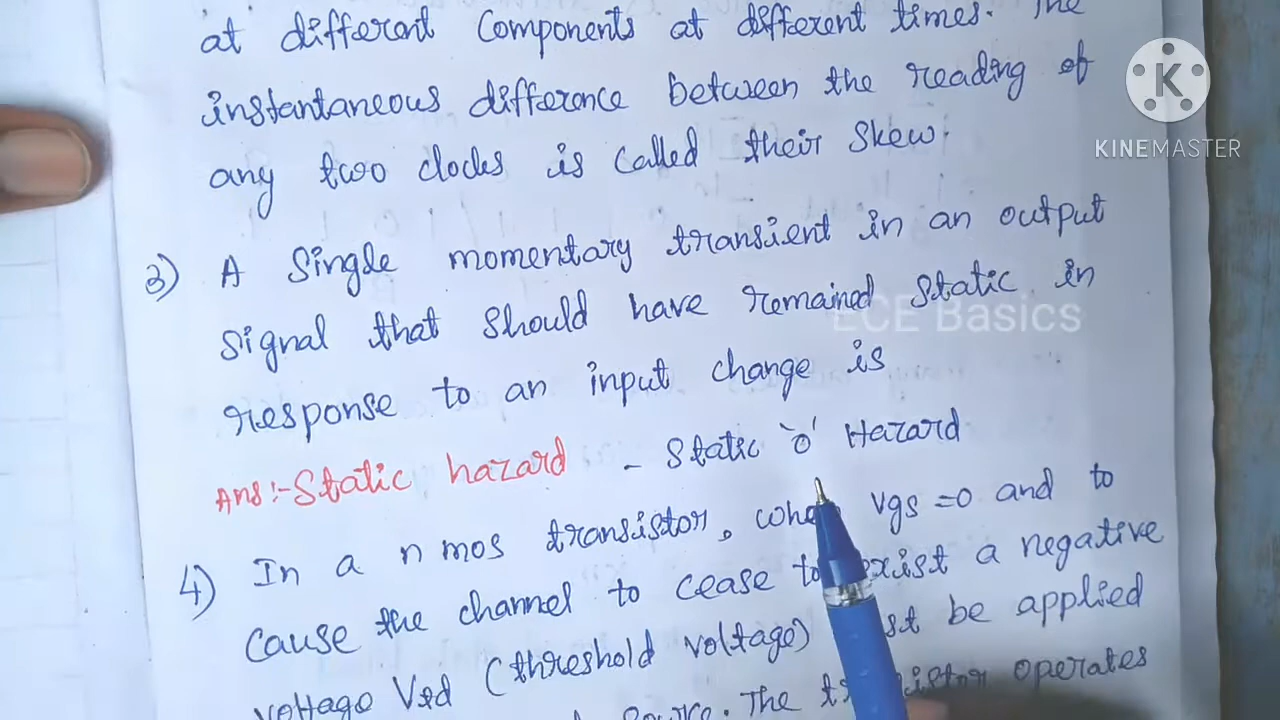 at different components at different times. The
instantaneous difference between the reading of
any two clocks is called their skew.
3) A single momentary transient in an output
signal that should have remained static in
response to an input change is
Ans:- Static hazard - Static '0' Hazard
4) In a n mos transistor, Vgs =0 and to
cause the channel to cease to exist a negative
voltage (threshold voltage) be applied
The operates
K
KINEMASTER
ECE Basics